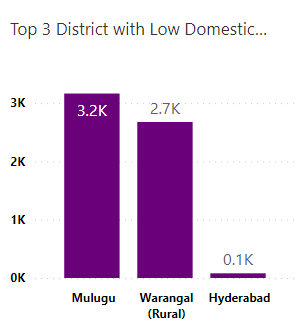 Top 3 District with Low Domestic...
3K
2K
1K
0K
3.2K
2.7K
0.1K
Mulugu
Warangal
(Rural)
Hyderabad